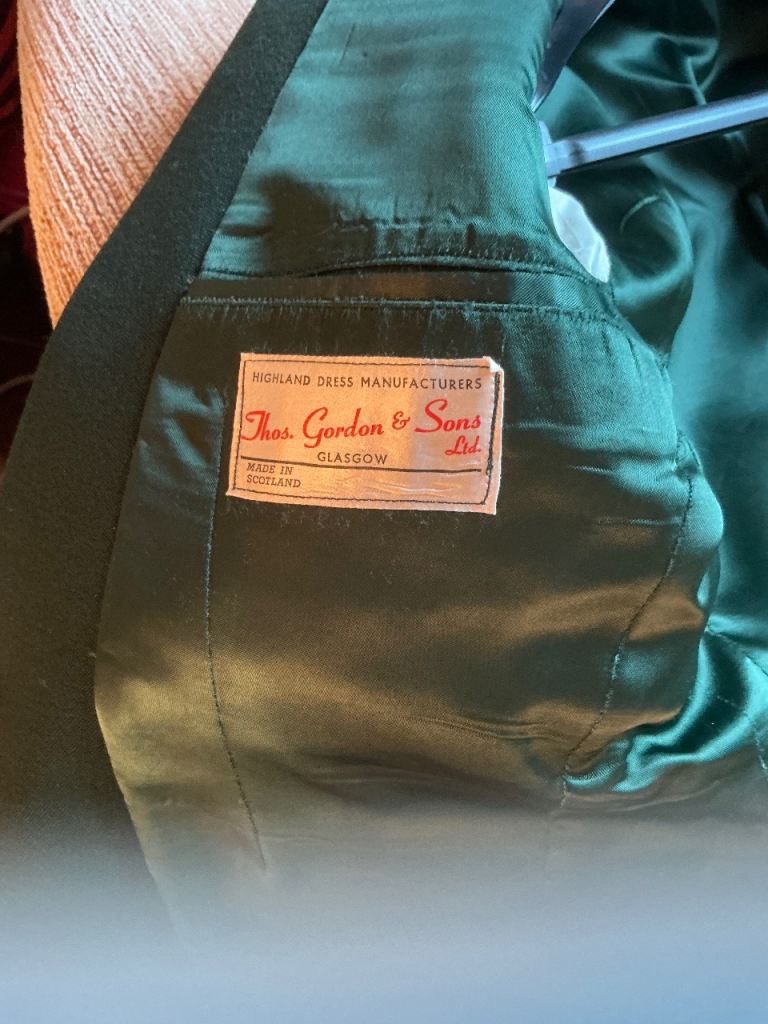 HIGHLAND DRESS MANUFACTURERS
Thos. Gordon & Sons
Ltd.
GLASGOW
MADE IN
SCOTLAND